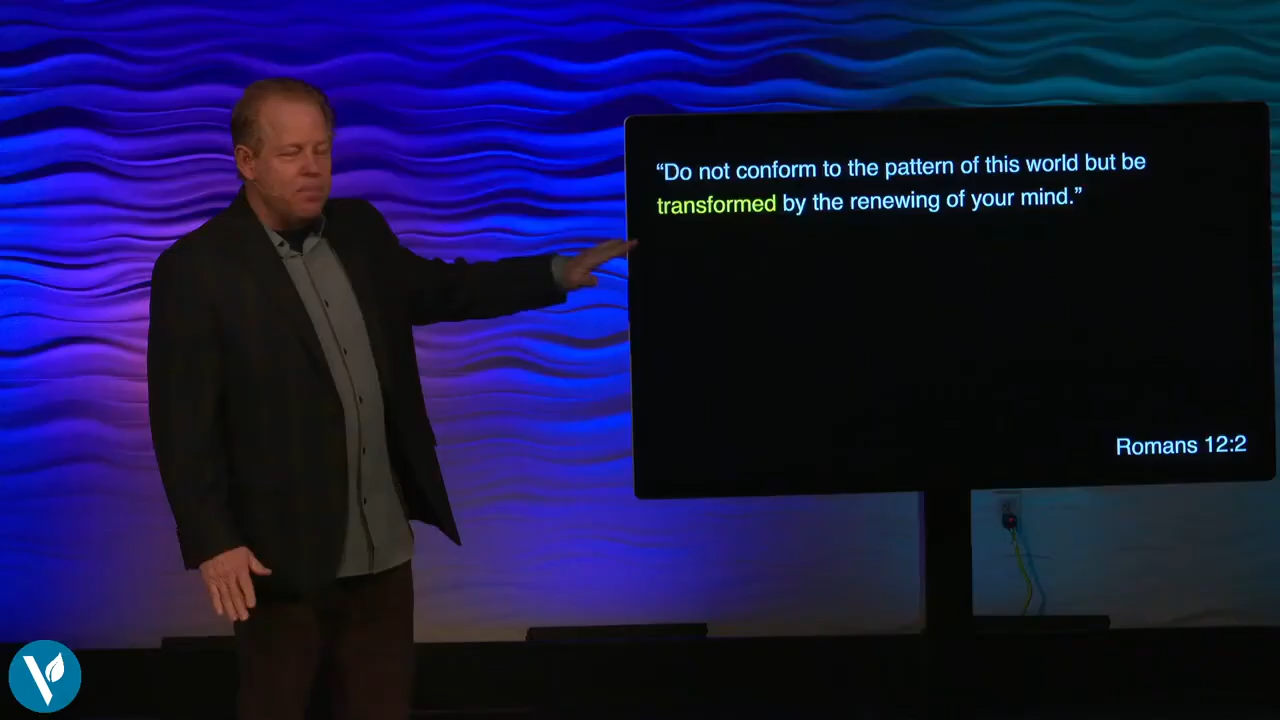 “Do not conform to the pattern of this world but be
transformed by the renewing of your mind.”
Romans 12:2